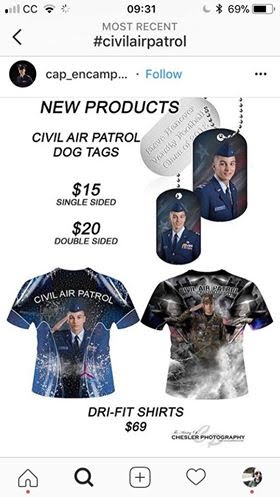 CC 09:31 69%
MOST RECENT
#civilairpatrol
cap_encamp... • Follow
NEW PRODUCTS
CIVIL AIR PATROL
DOG TAGS
$15
SINGLE SIDED
$20
DOUBLE SIDED
CIVIL AIR PATROL
CIVIL AIR PATROL
DRI-FIT SHIRTS
$69
CHESLER PHOTOGRAPHY